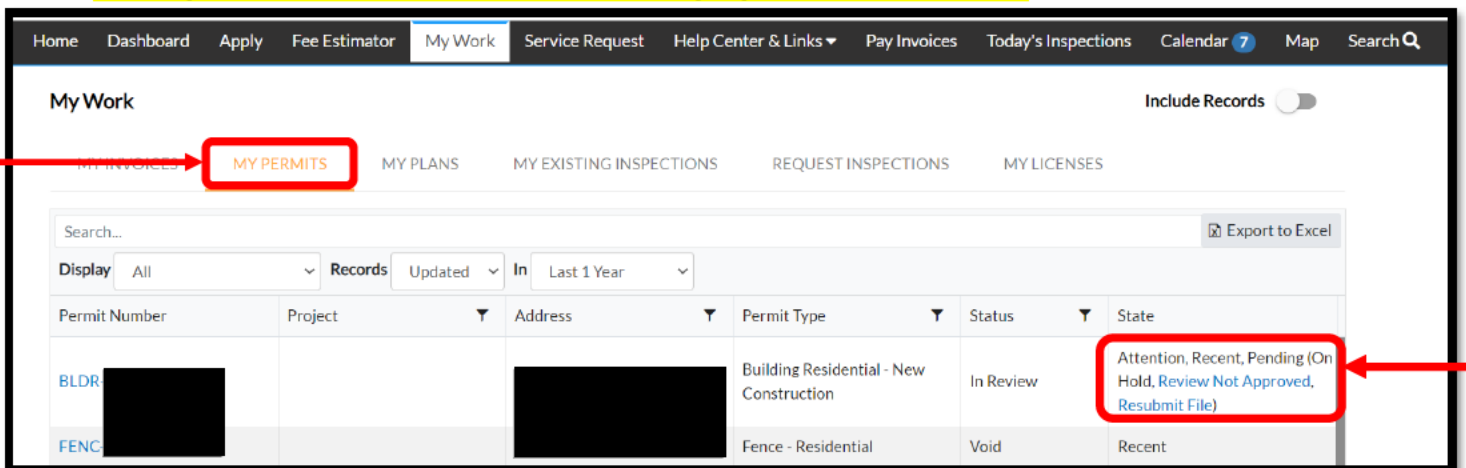 Home Dashboard Apply Fee Estimator My Work Service Request Help Center & Links Pay Invoices Today's Inspections Calendar 7 Map Search
My Work Include Records
MY INVOICES MY PERMITS MY PLANS MY EXISTING INSPECTIONS REQUEST INSPECTIONS MY LICENSES
Search... Export to Excel
Display All Records Updated In Last 1 Year
Permit Number Project Address Permit Type Status State
BLDR- Building Residential - New Construction In Review Attention, Recent, Pending (On Hold, Review Not Approved, Resubmit File)
FENC- Fence - Residential Void Recent